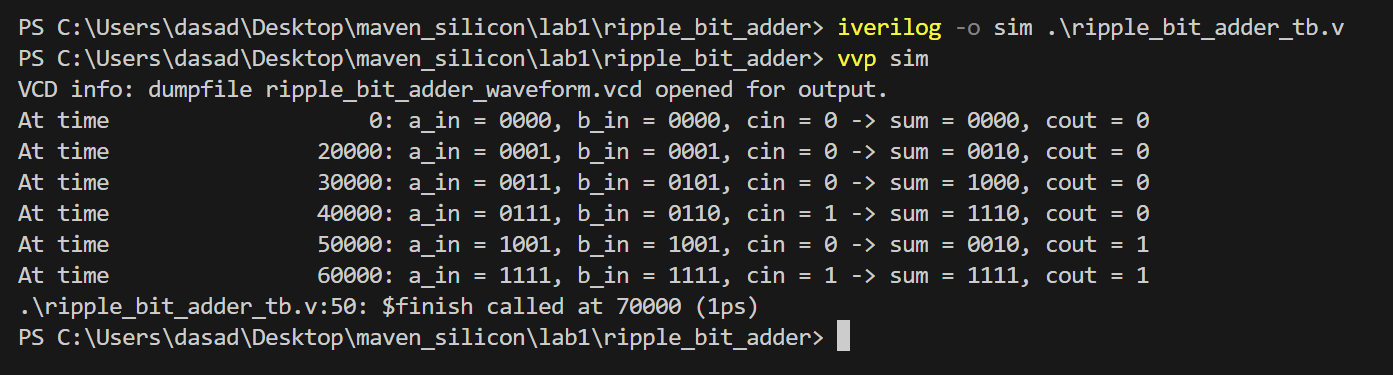 PS C:\Users\dasad\Desktop\maven_silicon\lab1\ripple_bit_adder> iverilog -o sim .\ripple_bit_adder_tb.v
PS C:\Users\dasad\Desktop\maven_silicon\lab1\ripple_bit_adder> vvp sim
VCD info: dumpfile ripple_bit_adder_waveform.vcd opened for output.
At time                    0: a_in = 0000, b_in = 0000, cin = 0 -> sum = 0000, cout = 0
At time                20000: a_in = 0001, b_in = 0001, cin = 0 -> sum = 0010, cout = 0
At time                30000: a_in = 0011, b_in = 0101, cin = 0 -> sum = 1000, cout = 0
At time                40000: a_in = 0111, b_in = 0110, cin = 1 -> sum = 1110, cout = 0
At time                50000: a_in = 1001, b_in = 1001, cin = 0 -> sum = 0010, cout = 1
At time                60000: a_in = 1111, b_in = 1111, cin = 1 -> sum = 1111, cout = 1
.\ripple_bit_adder_tb.v:50: $finish called at 70000 (1ps)
PS C:\Users\dasad\Desktop\maven_silicon\lab1\ripple_bit_adder>